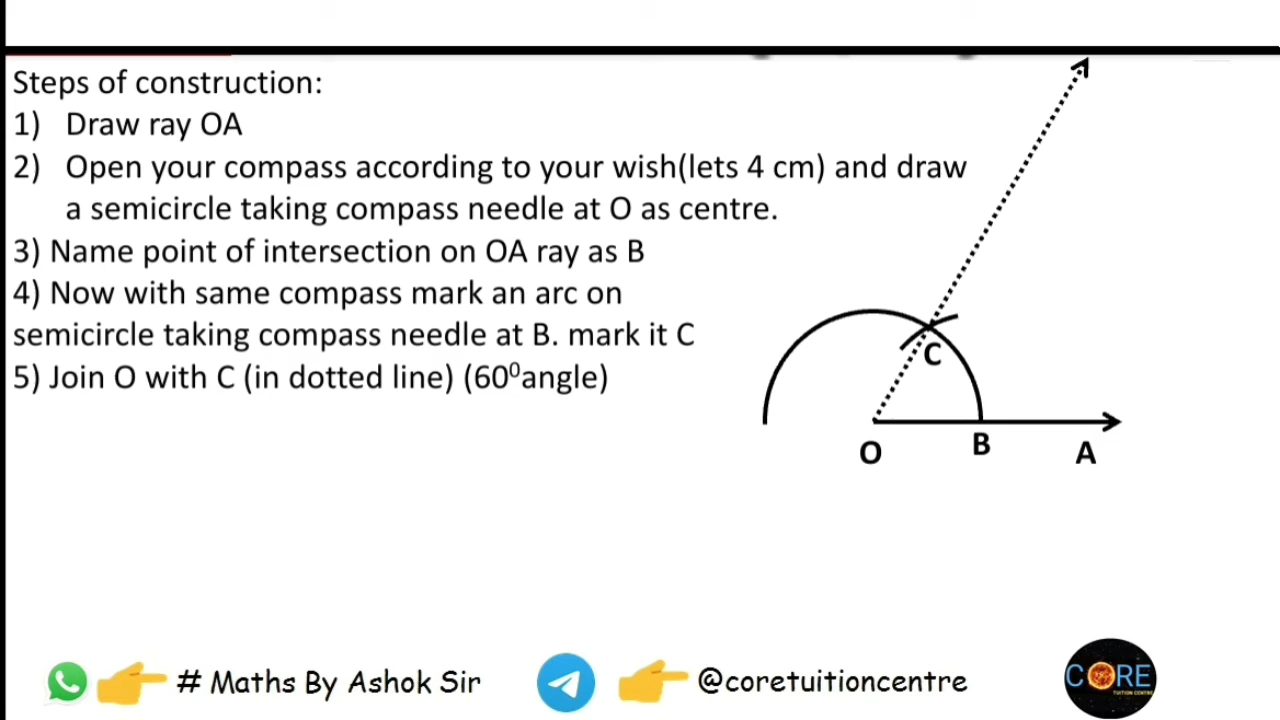 Steps of construction:
1) Draw ray OA
2) Open your compass according to your wish(lets 4 cm) and draw
a semicircle taking compass needle at O as centre.
3) Name point of intersection on OA ray as B
4) Now with same compass mark an arc on
semicircle taking compass needle at B. mark it C
5) Join O with C (in dotted line) (60⁰angle)
C
O
B
A
# Maths By Ashok Sir
@coretuitioncentre
CORE
TUITION CENTRE